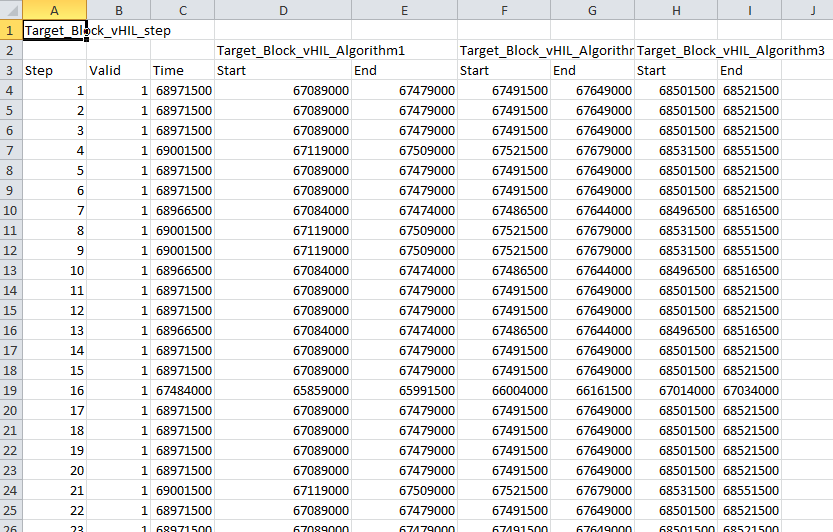 A B C D E F G H I J
1 Target_Block_vHIL_step
2 Target_Block_vHIL_Algorithm1 Target_Block_vHIL_Algorithr Target_Block_vHIL_Algorithm3
3 Step Valid Time Start End Start End Start End
4 1 1 68971500 67089000 67479000 67491500 67649000 68501500 68521500
5 2 1 68971500 67089000 67479000 67491500 67649000 68501500 68521500
6 3 1 68971500 67089000 67479000 67491500 67649000 68501500 68521500
7 4 1 69001500 67119000 67509000 67521500 67679000 68531500 68551500
8 5 1 68971500 67089000 67479000 67491500 67649000 68501500 68521500
9 6 1 68971500 67089000 67479000 67491500 67649000 68501500 68521500
10 7 1 68966500 67084000 67474000 67486500 67644000 68496500 68516500
11 8 1 69001500 67119000 67509000 67521500 67679000 68531500 68551500
12 9 1 69001500 67119000 67509000 67521500 67679000 68531500 68551500
13 10 1 68966500 67084000 67474000 67486500 67644000 68496500 68516500
14 11 1 68971500 67089000 67479000 67491500 67649000 68501500 68521500
15 12 1 68971500 67089000 67479000 67491500 67649000 68501500 68521500
16 13 1 68966500 67084000 67474000 67486500 67644000 68496500 68516500
17 14 1 68971500 67089000 67479000 67491500 67649000 68501500 68521500
18 15 1 68971500 67089000 67479000 67491500 67649000 68501500 68521500
19 16 1 67484000 65859000 65991500 66004000 66161500 67014000 67034000
20 17 1 68971500 67089000 67479000 67491500 67649000 68501500 68521500
21 18 1 68971500 67089000 67479000 67491500 67649000 68501500 68521500
22 19 1 68971500 67089000 67479000 67491500 67649000 68501500 68521500
23 20 1 68971500 67089000 67479000 67491500 67649000 68501500 68521500
24 21 1 69001500 67119000 67509000 67521500 67679000 68531500 68551500
25 22 1 68971500 67089000 67479000 67491500 67649000 68501500 68521500
26 23 1 68971500 67089000 67479000 67491500 67649000 68501500 68521500